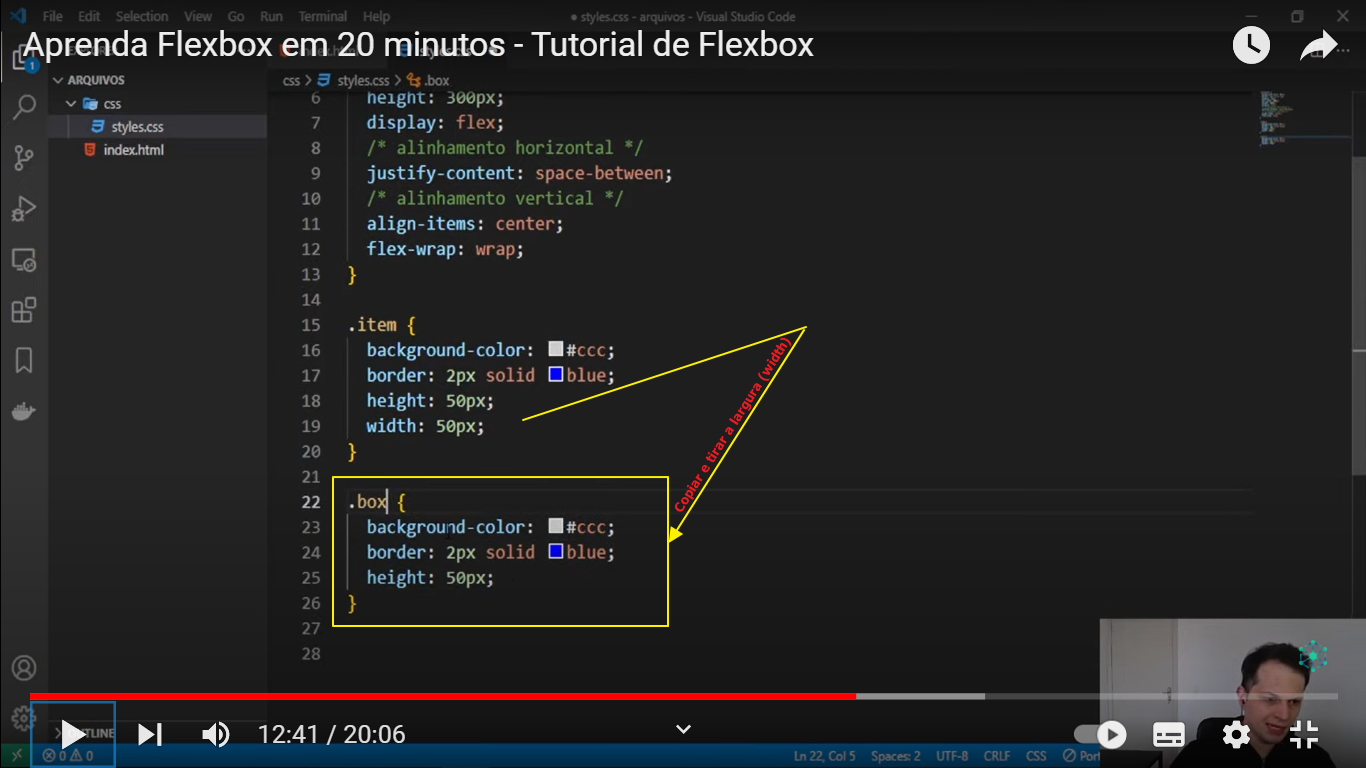 File Edit Selection View Go Run Terminal Help
● styles.css - arquivos - Visual Studio Code
Aprenda Flexbox em 20 minutos - Tutorial de Flexbox
1
ARQUIVOS
css
styles.css
index.html
css > styles.css > .box
6 height: 300px;
7 display: flex;
8 /* alinhamento horizontal */
9 justify-content: space-between;
10 /* alinhamento vertical */
11 align-items: center;
12 flex-wrap: wrap;
13 }
14
15 .item {
16 background-color: #ccc;
17 border: 2px solid blue;
18 height: 50px;
19 width: 50px;
20 }
21
22 .box {
23 background-color: #ccc;
24 border: 2px solid blue;
25 height: 50px;
26 }
27
28
Copiar e tirar a largura (width)
OUTLINE
12:41 / 20:06
0 0
Ln 22, Col 5 Spaces: 2 UTF-8 CRLF CSS